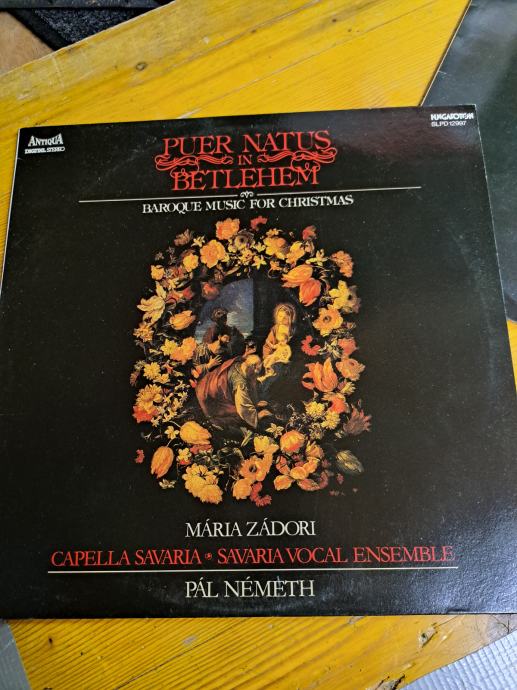 ANTIQUA
DIGITAL STEREO
HUNGAROTON
SLPD 12997
PUER NATUS
IN
BETLEHEM
BAROQUE MUSIC FOR CHRISTMAS
MÁRIA ZÁDORI
CAPELLA SAVARIA • SAVARIA VOCAL ENSEMBLE
PÁL NÉMETH